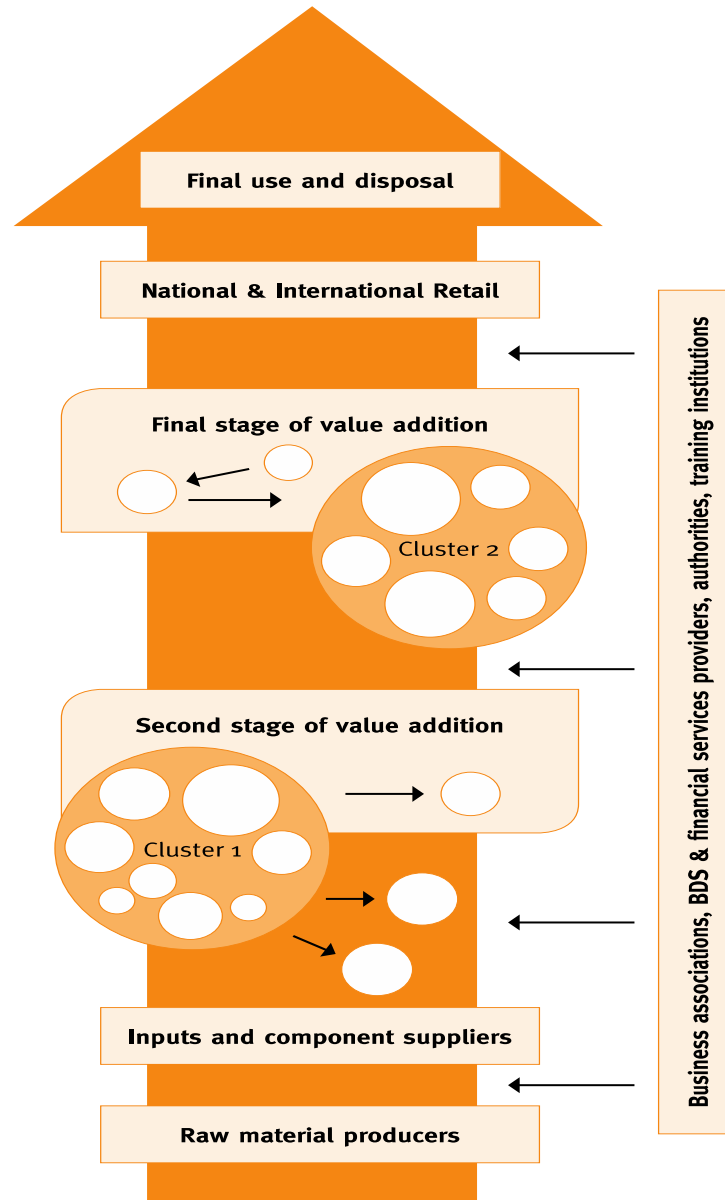 Final use and disposal
National & International Retail
Final stage of value addition
Cluster 2
Second stage of value addition
Cluster 1
Inputs and component suppliers
Raw material producers
Business associations, BDS & financial services providers, authorities, training institutions